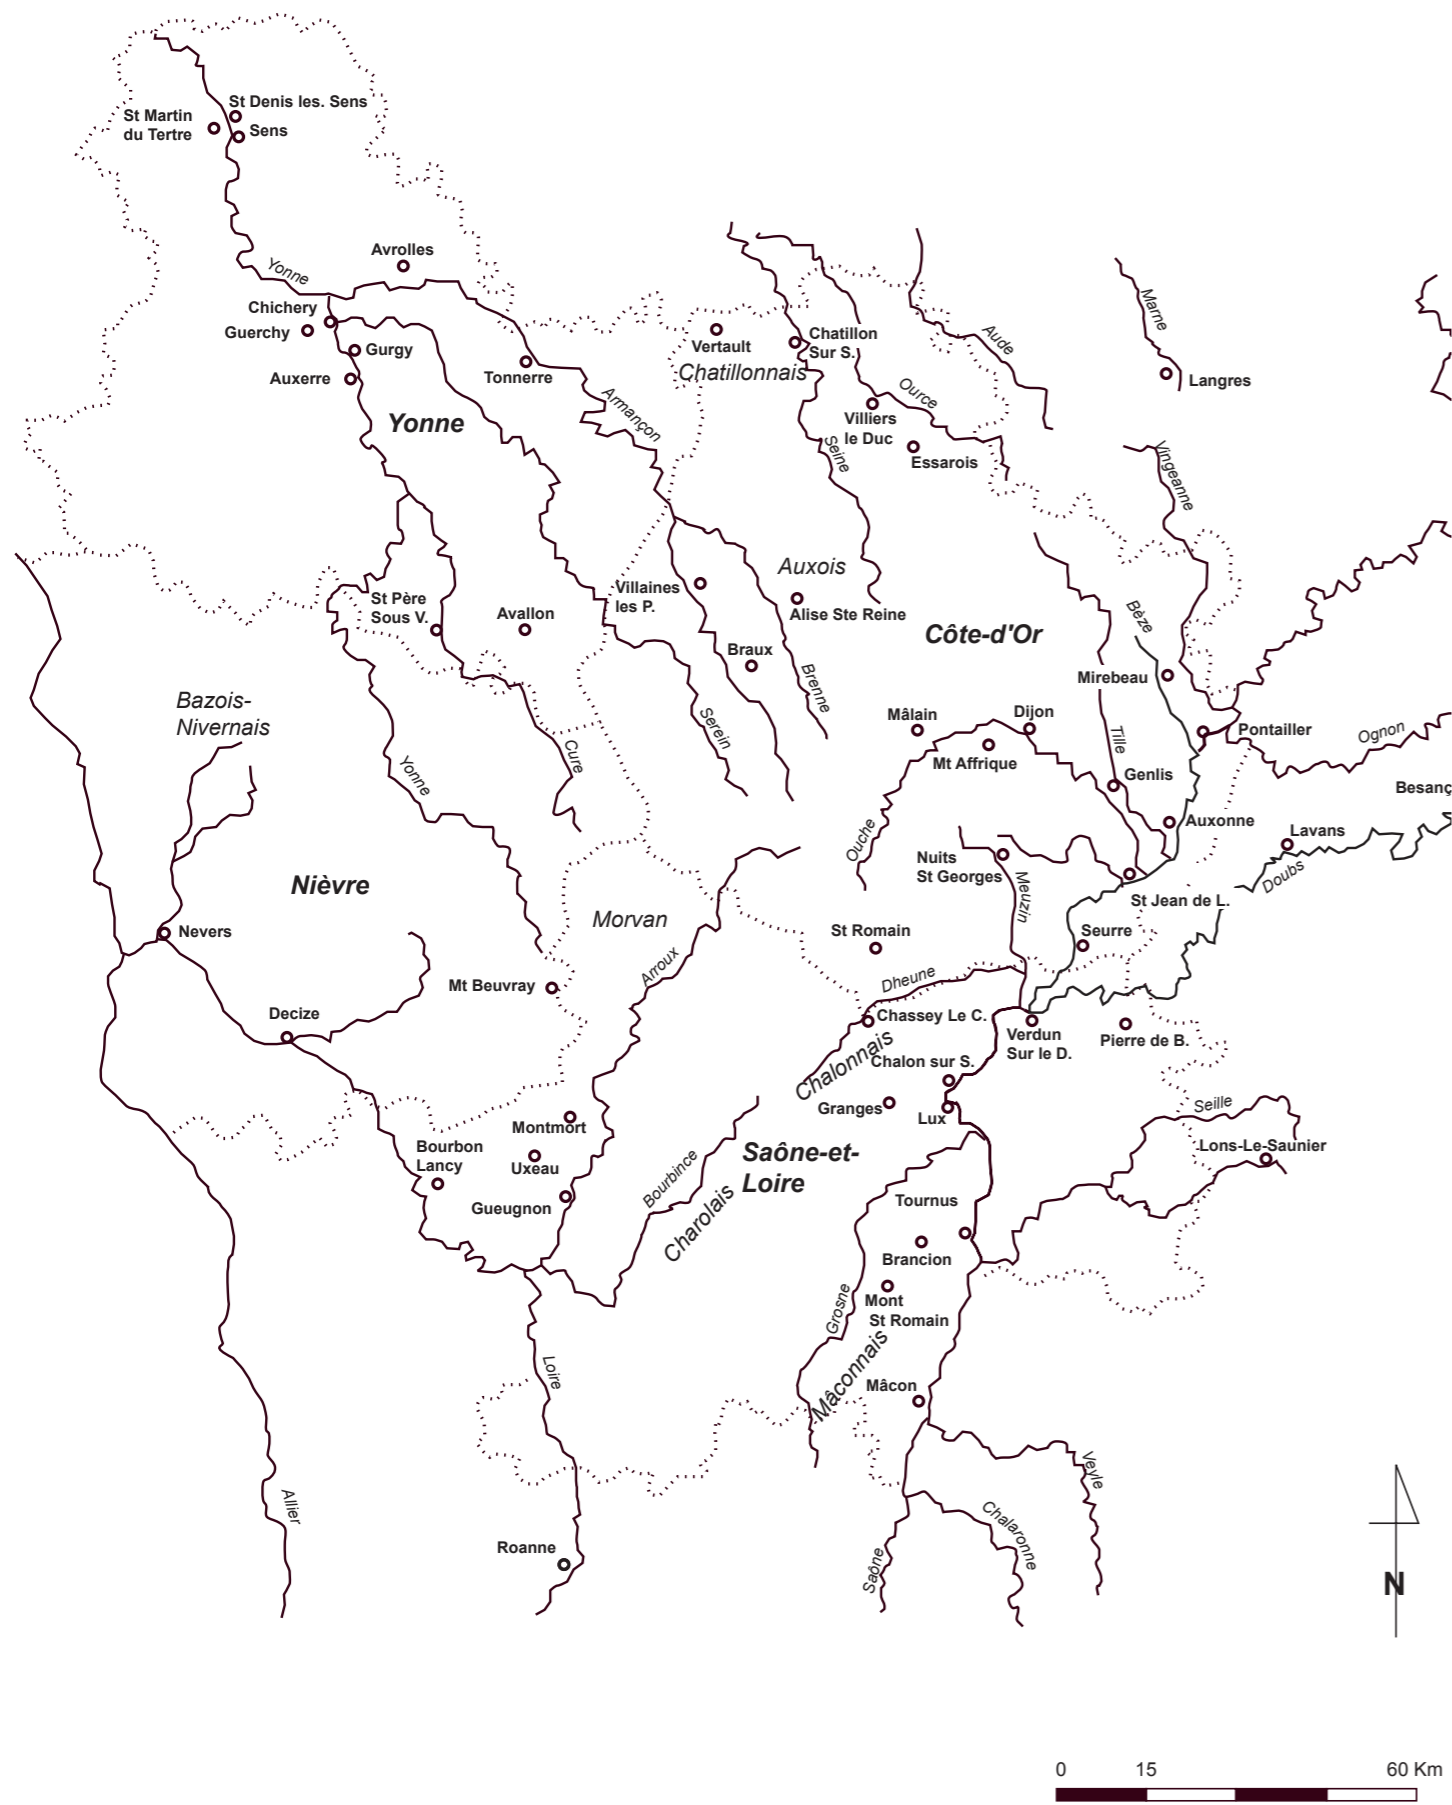 St Denis les. Sens
St Martin
du Tertre
Sens
Avrolles
Yonne
Chichery
Guerchy
Gurgy
Auxerre
Yonne
Tonnerre
Armançon
Vertault
Chatillonnais
Chatillon
Sur S.
Aude
Marne
Langres
Ource
Villiers
le Duc
Seine
Essarois
Vingeanne
Auxois
Villaines
les P.
Alise Ste Reine
St Père
Sous V.
Avallon
Braux
Brenne
Côte-d'Or
Bèze
Mirebeau
Bazois-
Nivernais
Serein
Cure
Yonne
Mâlain
Dijon
Mt Affrique
Tille
Pontailler
Ognon
Genlis
Besanç
Auxonne
Lavans
Doubs
Ouche
Nuits
St Georges
Meuzin
St Jean de L.
Nièvre
Morvan
Nevers
St Romain
Seurre
Arroux
Mt Beuvray
Dheune
Decize
Chassey Le C.
Verdun
Sur le D.
Pierre de B.
Chalonnais
Chalon sur S.
Granges
Lux
Seille
Montmort
Bourbon
Lancy
Uxeau
Gueugnon
Bourbince
Charolais
Saône-et-
Loire
Lons-Le-Saunier
Tournus
Brancion
Mont
St Romain
Grosne
Mâconnais
Loire
Mâcon
Veyle
Allier
Chalaronne
Saône
Roanne
N
0 15 60 Km